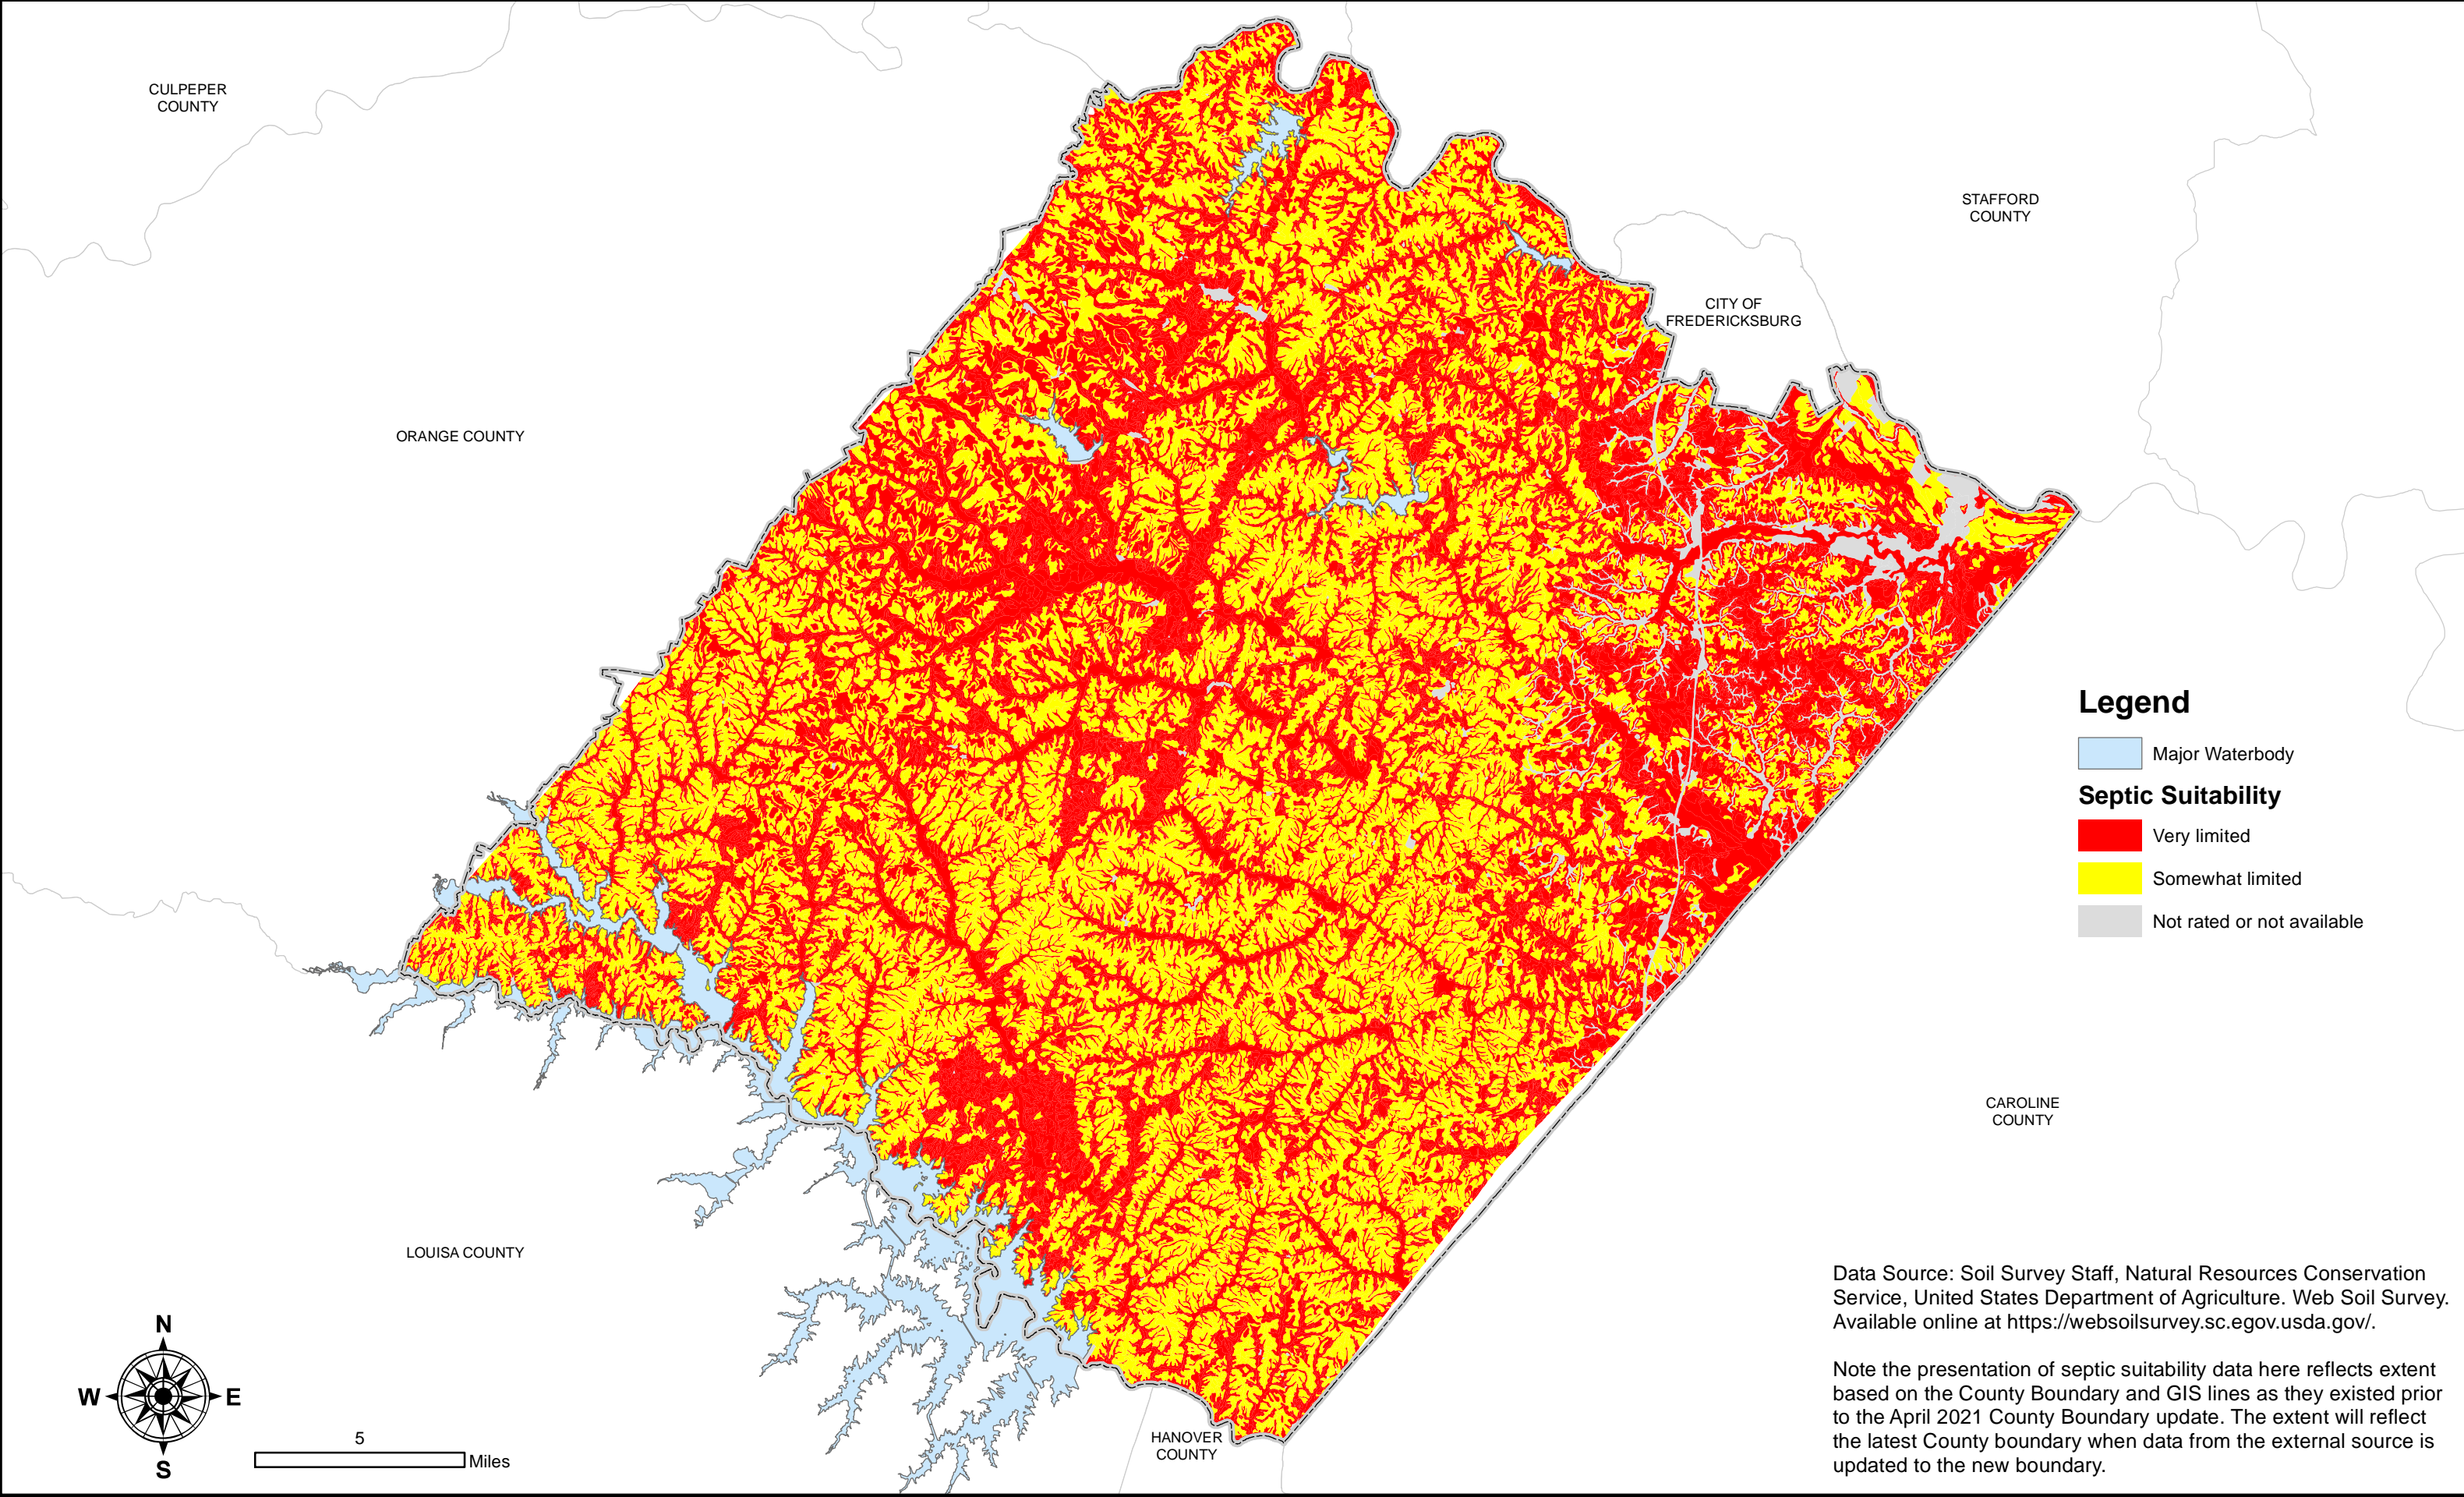 CULPEPER
COUNTY
STAFFORD
COUNTY
CITY OF
FREDERICKSBURG
ORANGE COUNTY
Legend
Major Waterbody
Septic Suitability
Very limited
Somewhat limited
Not rated or not available
CAROLINE
COUNTY
LOUISA COUNTY
Data Source: Soil Survey Staff, Natural Resources Conservation
Service, United States Department of Agriculture. Web Soil Survey.
Available online at https://websoilsurvey.sc.egov.usda.gov/.
Note the presentation of septic suitability data here reflects extent
based on the County Boundary and GIS lines as they existed prior
to the April 2021 County Boundary update. The extent will reflect
the latest County boundary when data from the external source is
updated to the new boundary.
N
W
E
S
5
Miles
HANOVER
COUNTY